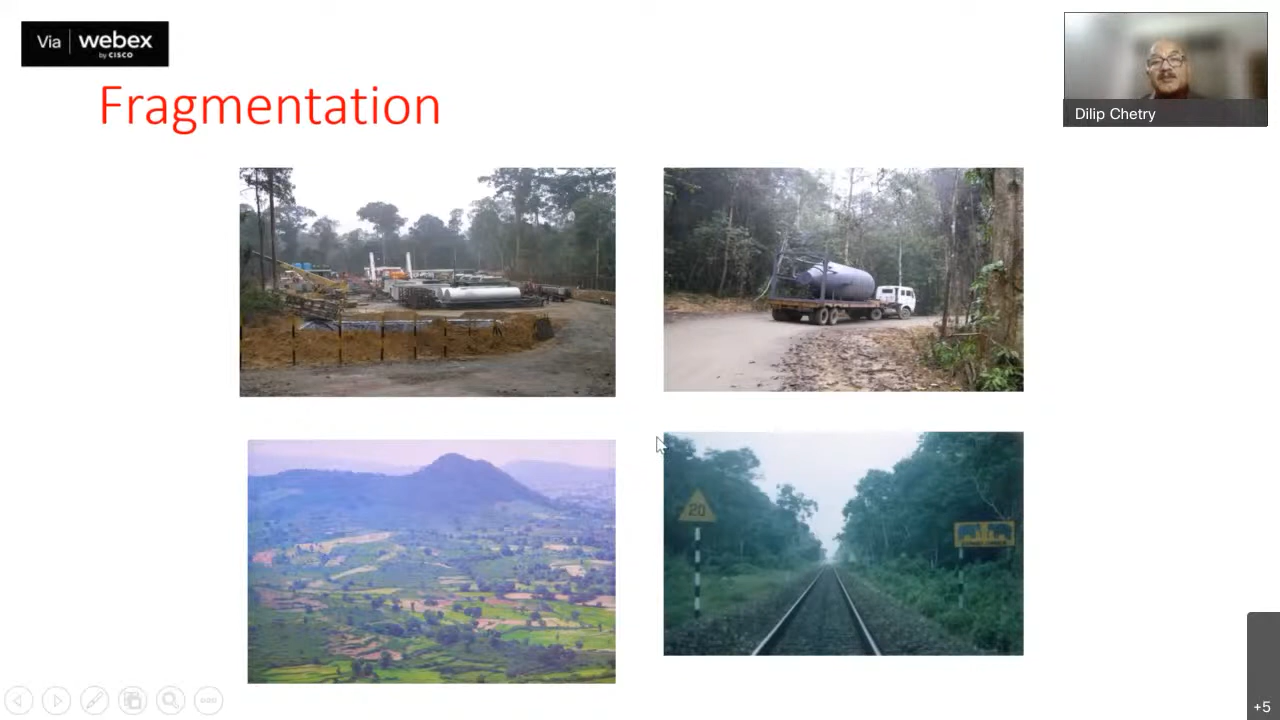 Via webex
by CISCO
Dilip Chetry
Fragmentation
20
+5